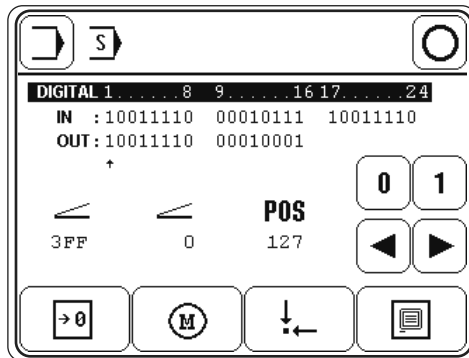 S
DIGITAL 1......8 9......16 17......24
IN :10011110 00010111 10011110
OUT:10011110 00010001
0 1
POS
3FF 0 127
→0 M